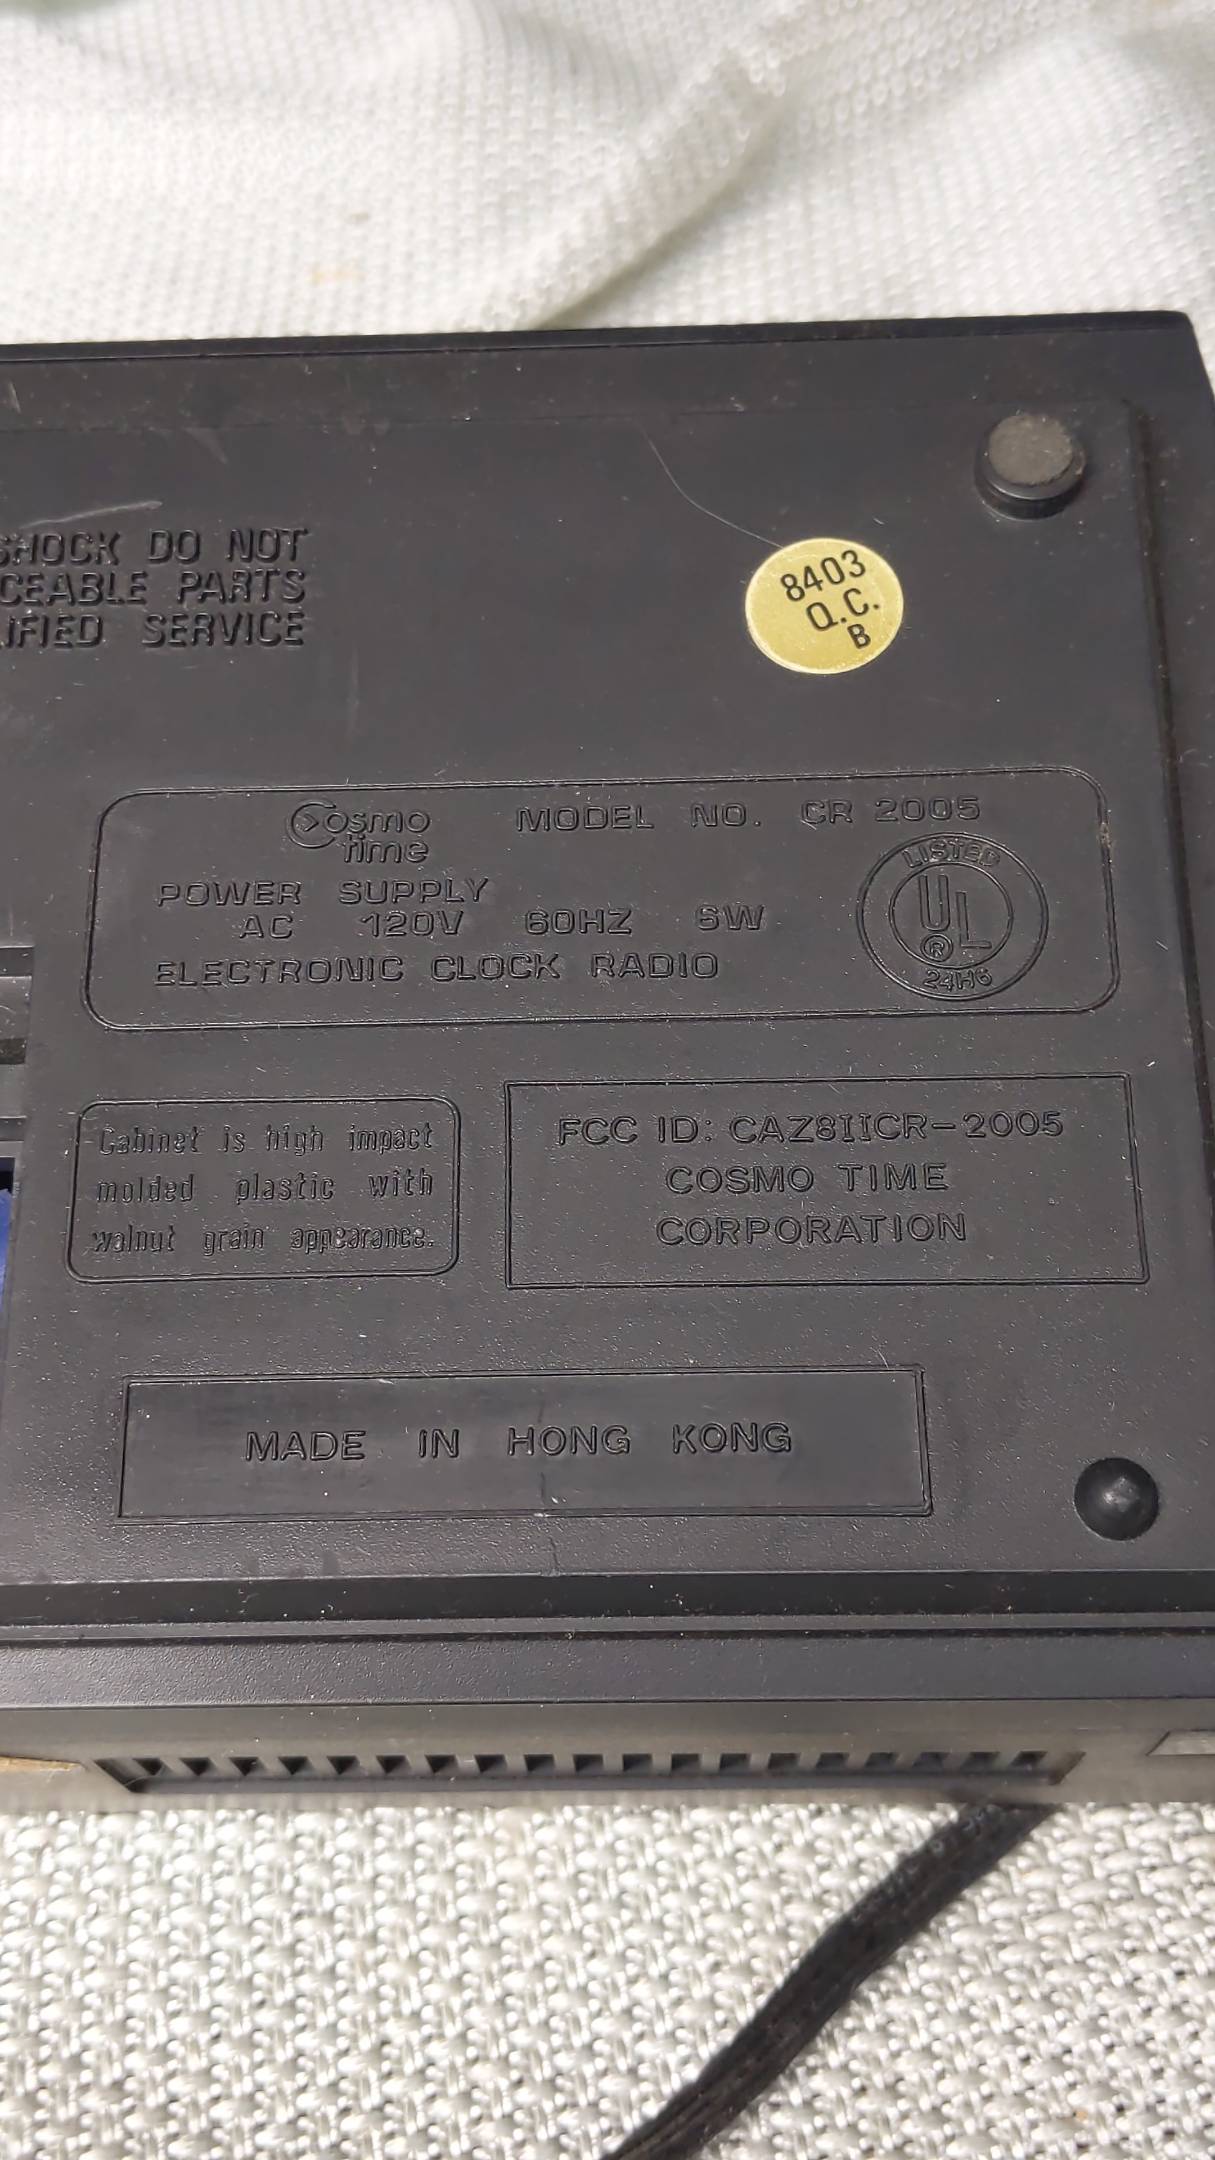 SHOCK DO NOT
CEABLE PARTS
IFIED SERVICE
8403
Q.C.
B
Cosmo
time
MODEL NO. CR 2005
POWER SUPPLY
AC 120V 60HZ 6W
ELECTRONIC CLOCK RADIO
LISTED
UL
®
24H6
Cabinet is high impact
molded plastic with
walnut grain appearance.
FCC ID: CAZ8IICR-2005
COSMO TIME
CORPORATION
MADE IN HONG KONG